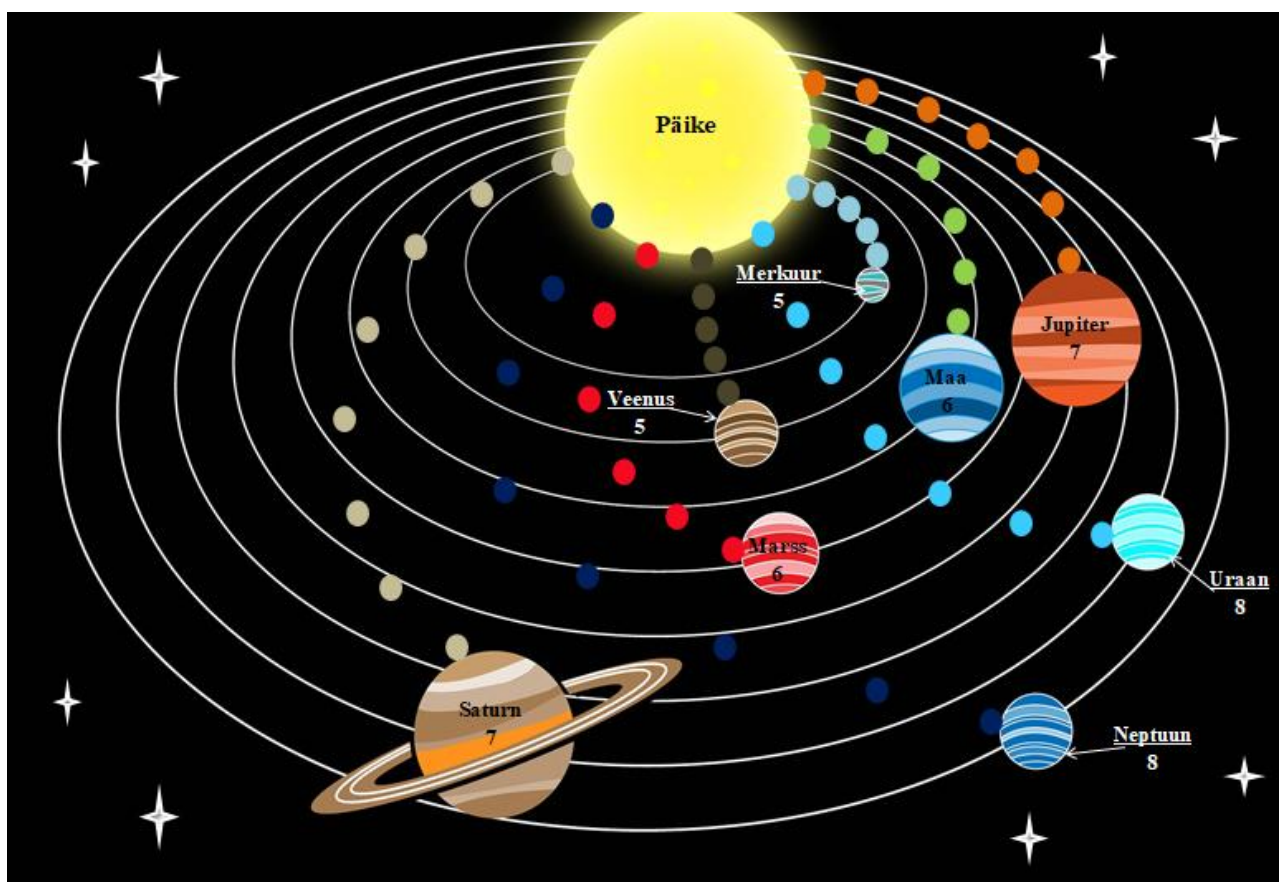 Päike
Merkuur
5
Jupiter
7
Maa
6
Veenus
5
Marss
6
Uraan
8
Saturn
7
Neptuun
8